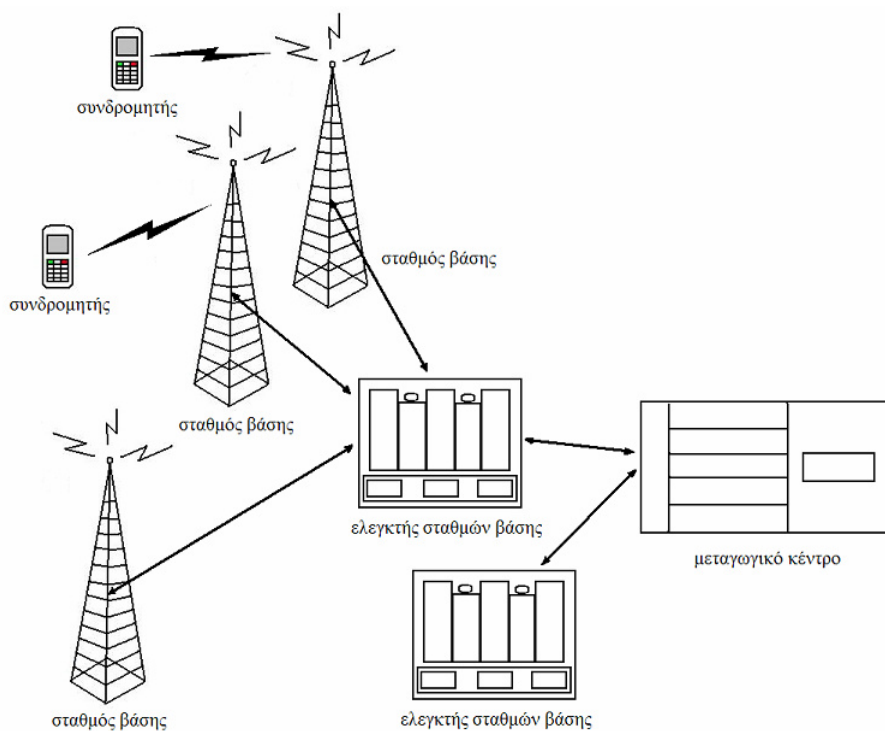 συνδρομητής
σταθμός βάσης
συνδρομητής
σταθμός βάσης
ελεγκτής σταθμών βάσης
μεταγωγικό κέντρο
σταθμός βάσης
ελεγκτής σταθμών βάσης